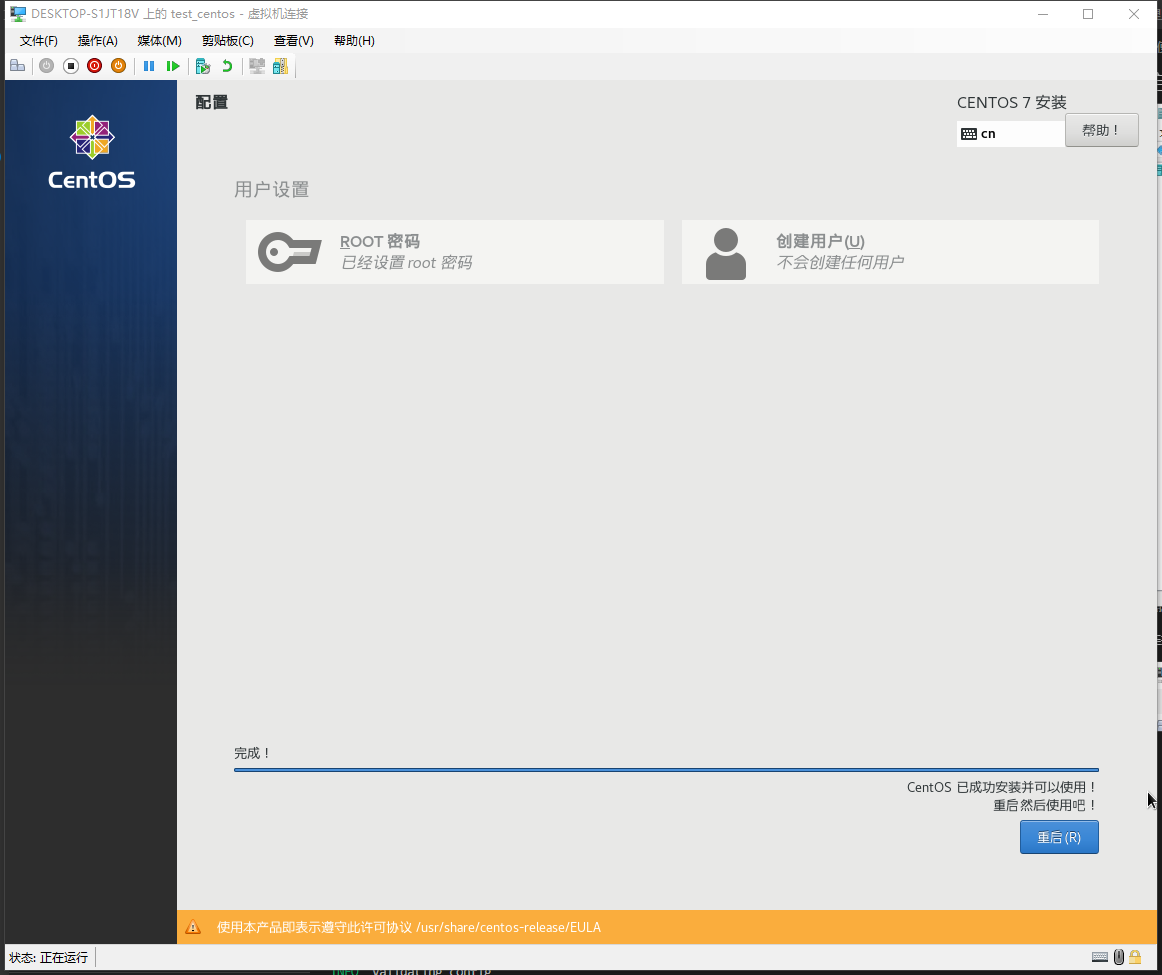 DESKTOP-S1JT18V 上的 test_centos - 虚拟机连接
文件(F) 操作(A) 媒体(M) 剪贴板(C) 查看(V) 帮助(H)
CentOS
配置
CENTOS 7 安装
cn
帮助！
用户设置
ROOT 密码
已经设置 root 密码
创建用户(U)
不会创建任何用户
完成！
CentOS 已成功安装并可以使用！
重启然后使用吧！
重启(R)
使用本产品即表示遵守此许可协议 /usr/share/centos-release/EULA
状态: 正在运行
INFO validating config